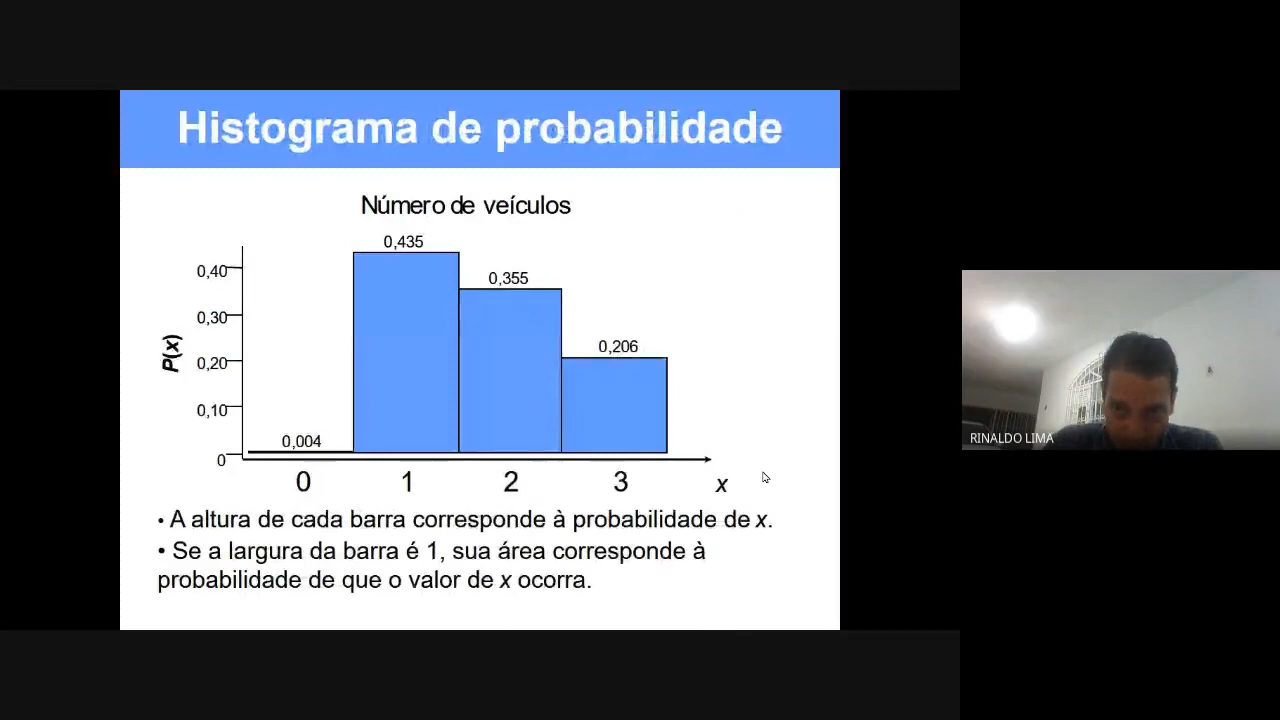 Histograma de probabilidade
Número de veículos
0,435
0,40
0,355
0,30
P(x)
0,206
0,20
0,10
0,004
0
0 1 2 3 x
• A altura de cada barra corresponde à probabilidade de x.
• Se a largura da barra é 1, sua área corresponde à
probabilidade de que o valor de x ocorra.
RINALDO LIMA